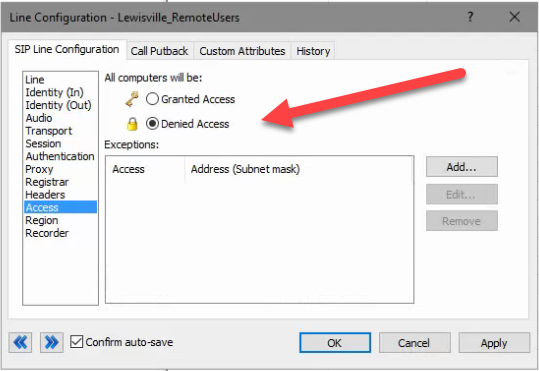 Line Configuration - Lewisville_RemoteUsers
? X
SIP Line Configuration Call Putback Custom Attributes History
Line
Identity (In)
Identity (Out)
Audio
Transport
Session
Authentication
Proxy
Registrar
Headers
Access
Region
Recorder
All computers will be:
Granted Access
Denied Access
Exceptions:
Access Address (Subnet mask)
Add...
Edit...
Remove
Confirm auto-save
OK Cancel Apply